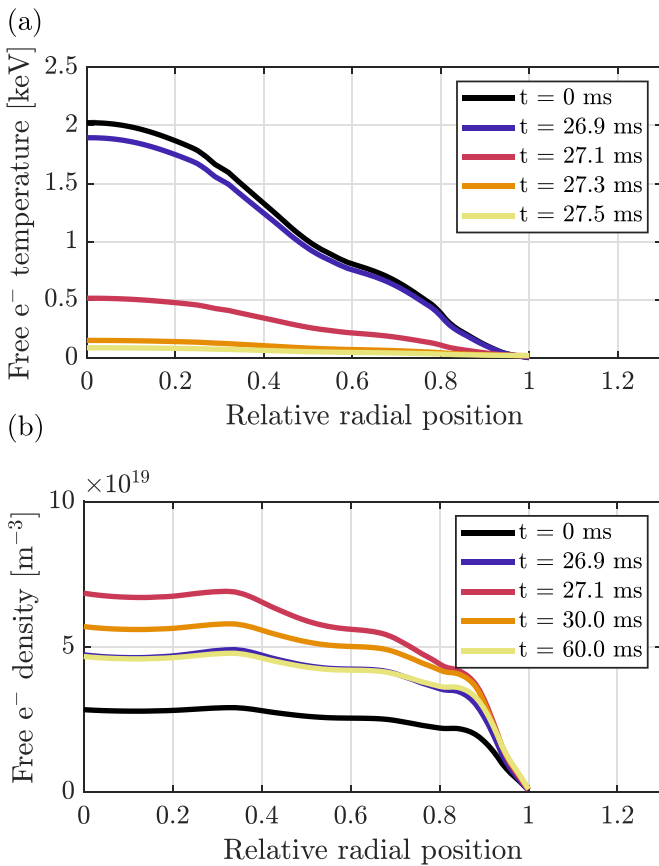 (a)
Free e⁻ temperature [keV]
2.5
2
1.5
1
0.5
0
t = 0 ms
t = 26.9 ms
t = 27.1 ms
t = 27.3 ms
t = 27.5 ms
0 0.2 0.4 0.6 0.8 1 1.2
Relative radial position
(b)
×10¹⁹
Free e⁻ density [m⁻³]
10
5
0
t = 0 ms
t = 26.9 ms
t = 27.1 ms
t = 30.0 ms
t = 60.0 ms
0 0.2 0.4 0.6 0.8 1 1.2
Relative radial position